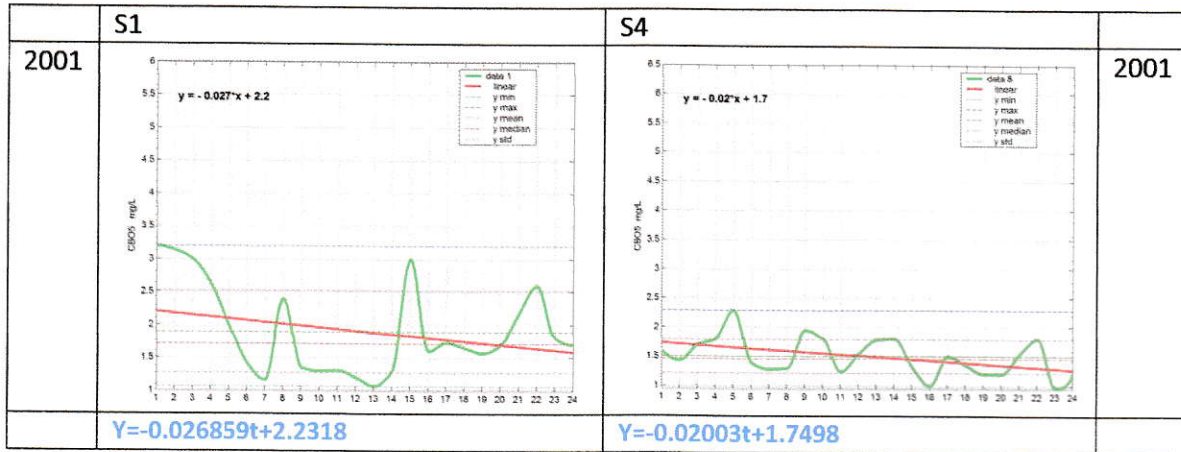 S1 S4
2001 2001
6
5.5
5
4.5
4
3.5
3
2.5
2
1.5
1
CBO5 mg/L
y = - 0.027*x + 2.2
data 1
linear
y min
y max
y mean
y median
y std
1 2 3 4 5 6 7 8 9 10 11 12 13 14 15 16 17 18 19 20 21 22 23 24
6.5
6
5.5
5
4.5
4
3.5
3
2.5
2
1.5
1
CBO5 mg/L
y = - 0.02*x + 1.7
data 8
linear
y min
y max
y mean
y median
y std
1 2 3 4 5 6 7 8 9 10 11 12 13 14 15 16 17 18 19 20 21 22 23 24
Y=-0.026859t+2.2318 Y=-0.02003t+1.7498